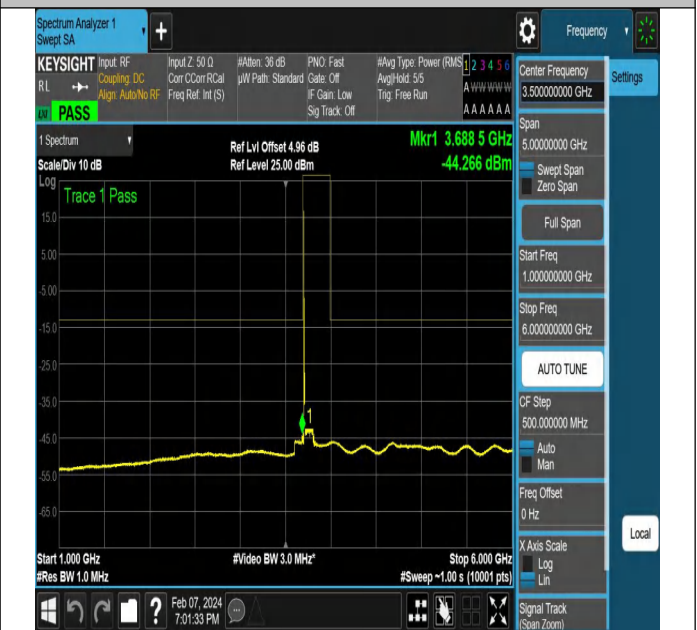 Spectrum Analyzer 1
Swept SA
+
Frequency
KEYSIGHT
RL
PASS
Input: RF
Coupling: DC
Align: Auto/No RF
Input Z: 50 Ω
Corr CCorr RCal
Freq Ref: Int (S)
#Atten: 36 dB
µW Path: Standard
PNO: Fast
Gate: Off
IF Gain: Low
Sig Track: Off
#Avg Type: Power (RMS
Avg|Hold: 5/5
Trig: Free Run
1 2 3 4 5 6
A W W W W W
A A A A A A
1 Spectrum
Scale/Div 10 dB
Ref Lvl Offset 4.96 dB
Ref Level 25.00 dBm
Mkr1 3.688 5 GHz
-44.266 dBm
Log
Trace 1 Pass
15.0
5.00
-5.00
-15.0
-25.0
-35.0
-45.0
-55.0
-65.0
1
Start 1.000 GHz
#Res BW 1.0 MHz
#Video BW 3.0 MHz*
Stop 6.000 GHz
#Sweep ~1.00 s (10001 pts)
Center Frequency
3.500000000 GHz
Settings
Span
5.00000000 GHz
Swept Span
Zero Span
Full Span
Start Freq
1.000000000 GHz
Stop Freq
6.000000000 GHz
AUTO TUNE
CF Step
500.000000 MHz
Auto
Man
Freq Offset
0 Hz
X Axis Scale
Log
Lin
Local
Signal Track
(Span Zoom)
?
Feb 07, 2024
7:01:33 PM